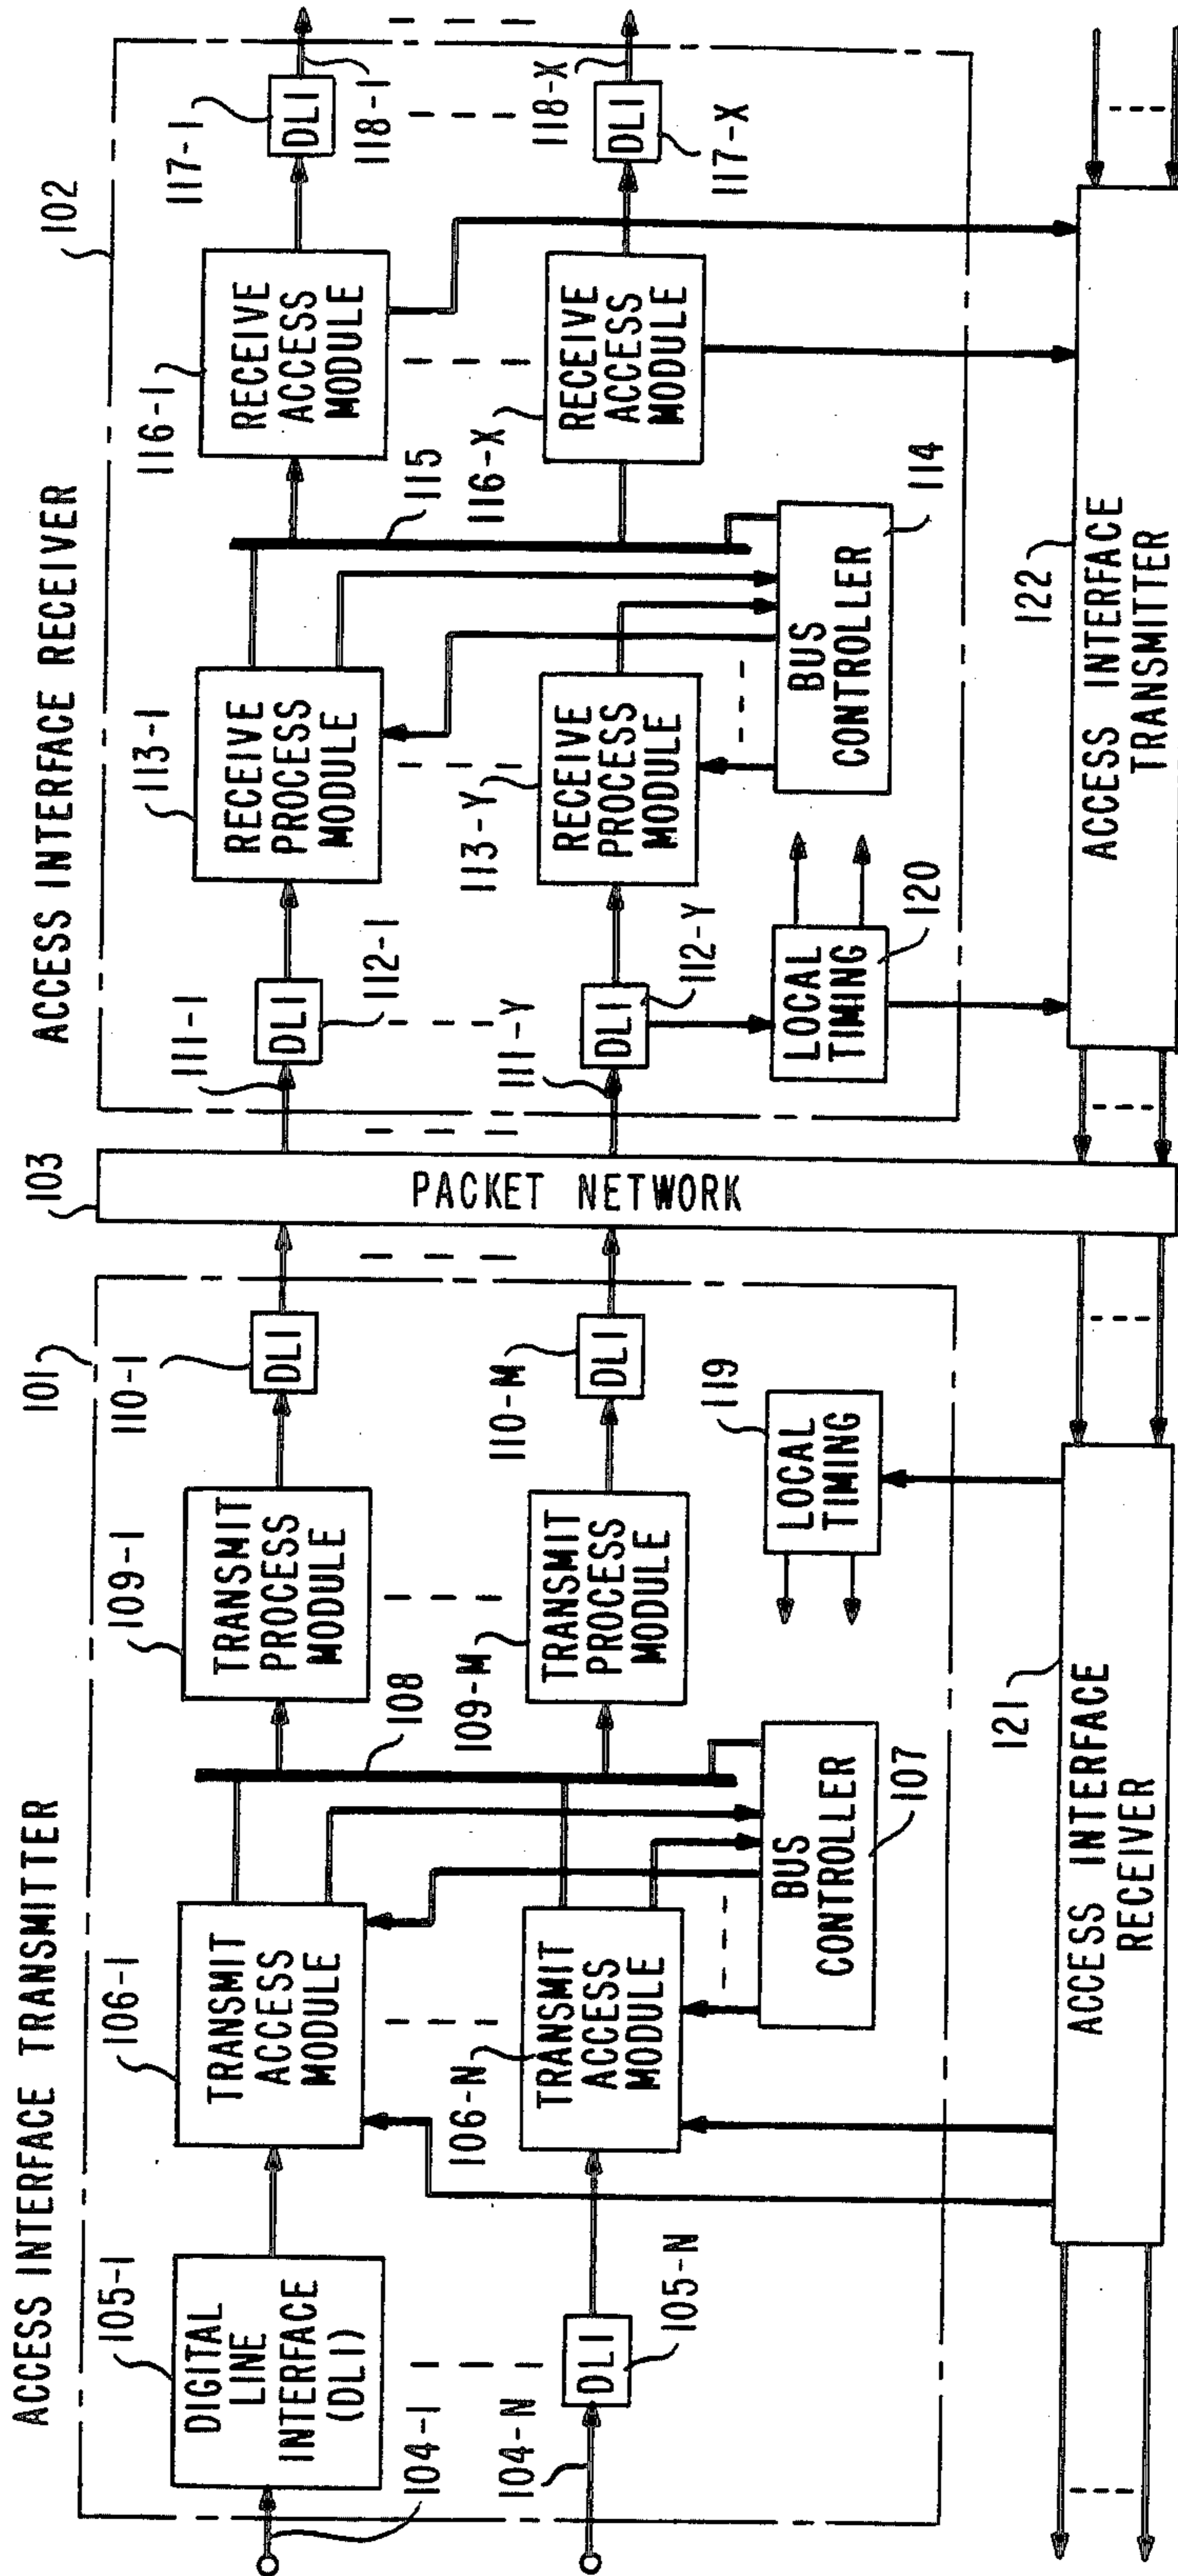 ACCESS INTERFACE TRANSMITTER
101
105-1
DIGITAL
LINE
INTERFACE
(DLI)
104-1
106-1
TRANSMIT
ACCESS
MODULE
108
109-1
TRANSMIT
PROCESS
MODULE
110-1
DLI
104-N
DLI
105-N
106-N
TRANSMIT
ACCESS
MODULE
109-M
TRANSMIT
PROCESS
MODULE
110-M
DLI
BUS
CONTROLLER
107
119
LOCAL
TIMING
121
ACCESS INTERFACE
RECEIVER
103
PACKET NETWORK
ACCESS INTERFACE RECEIVER
102
111-1
DLI
112-1
113-1
RECEIVE
PROCESS
MODULE
115
116-1
RECEIVE
ACCESS
MODULE
117-1
DLI
118-1
111-Y
DLI
112-Y
113-Y
RECEIVE
PROCESS
MODULE
116-X
RECEIVE
ACCESS
MODULE
118-X
DLI
117-X
LOCAL
TIMING
120
BUS
CONTROLLER
114
122
ACCESS INTERFACE
TRANSMITTER